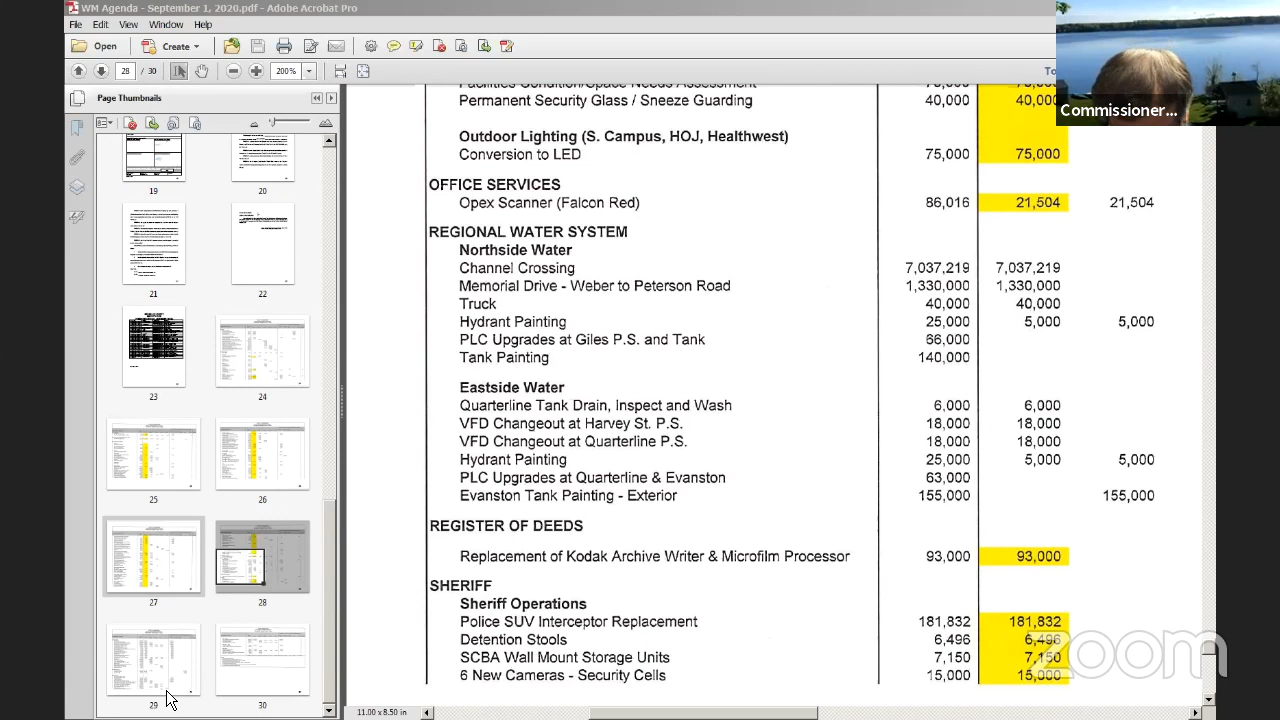 WM Agenda - September 1, 2020.pdf - Adobe Acrobat Pro
File Edit View Window Help
Open Create
28 / 30 200%
To
Page Thumbnails
19 20
21 22
23 24
25 26
27 28
29 30
Facilities Condition/Space Needs Assessment
Permanent Security Glass / Sneeze Guarding 40,000 40,000
Commissioner...
Outdoor Lighting (S. Campus, HOJ, Healthwest)
Conversion to LED 75,000 75,000
OFFICE SERVICES
Opex Scanner (Falcon Red) 86,016 21,504 21,504
REGIONAL WATER SYSTEM
Northside Water
Channel Crossing 7,037,219 7,037,219
Memorial Drive - Weber to Peterson Road 1,330,000 1,330,000
Truck 40,000 40,000
Hydrant Painting 25,000 5,000 5,000
PLC Upgrades at Giles P.S. and Tank 66,000
Tank Painting 140,000
Eastside Water
Quarterline Tank Drain, Inspect and Wash 6,000 6,000
VFD Changeout at Harvey St. P.S. 18,000 18,000
VFD Changeout at Quarterline P.S. 18,000 18,000
Hydrant Painting 25,000 5,000 5,000
PLC Upgrades at Quarterline & Evanston 63,000
Evanston Tank Painting - Exterior 155,000 155,000
REGISTER OF DEEDS
Replacement of Kodak Archive Writer & Microfilm Processor 93,000 93,000
SHERIFF
Sheriff Operations
Police SUV Interceptor Replacement 181,832 181,832
Detention Stools 6,496 6,496
SCBA Wall Mount Storage Units 7,150 7,150
6 New Cameras - Security Cells 15,000 15,000
zoom
11.00 x 8.50 in